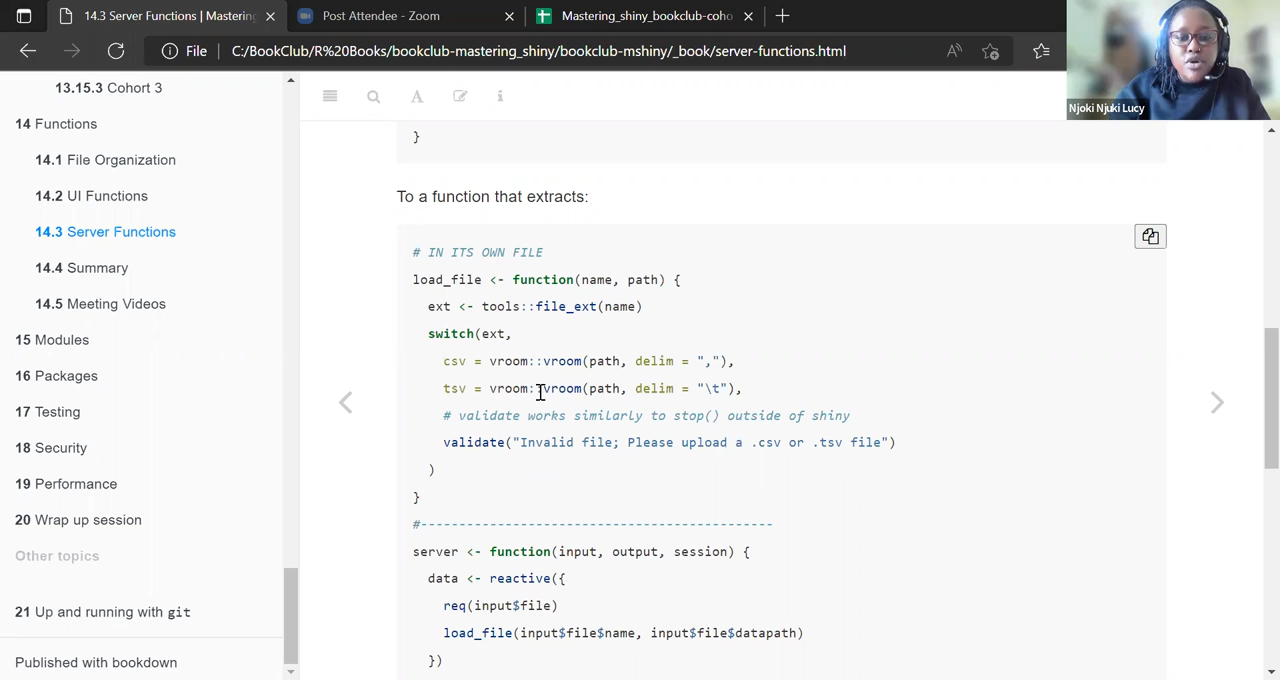 13 Server Functions | Mastering
Post Attendee - Zoom
Mastering_shiny_bookclub-coho
File
C:/BookClub/R%20Books/bookclub-mastering_shiny/bookclub-mshiny/_book/server-functions.html
Njoki Njuki Lucy
13.15.3 Cohort 3
14 Functions
14.1 File Organization
14.2 UI Functions
14.3 Server Functions
14.4 Summary
14.5 Meeting Videos
15 Modules
16 Packages
17 Testing
18 Security
19 Performance
20 Wrap up session
Other topics
21 Up and running with git
Published with bookdown
}
To a function that extracts:
# IN ITS OWN FILE
load_file <- function(name, path) {
ext <- tools::file_ext(name)
switch(ext,
csv = vroom::vroom(path, delim = ","),
tsv = vroom::vroom(path, delim = "\t"),
# validate works similarly to stop() outside of shiny
validate("Invalid file; Please upload a .csv or .tsv file")
)
}
#----------------------------------------------
server <- function(input, output, session) {
data <- reactive({
req(input$file)
load_file(input$file$name, input$file$datapath)
})